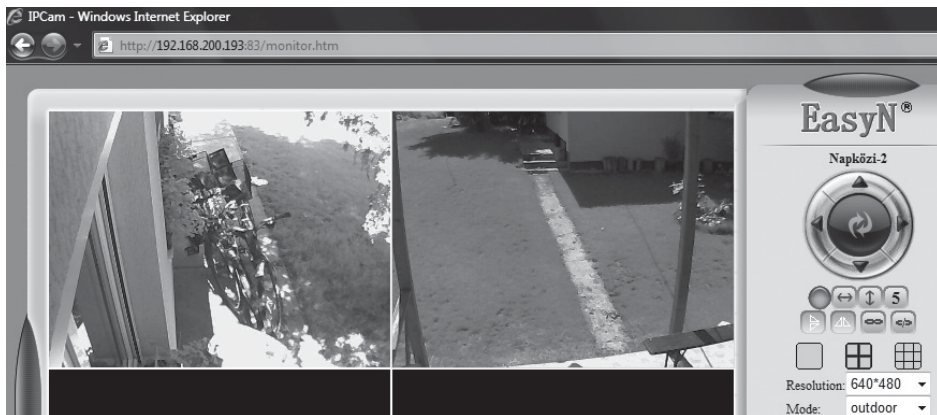 IPCam - Windows Internet Explorer
http://192.168.200.193:83/monitor.htm
EasyN®
Napközi-2
5
Resolution: 640*480
Mode: outdoor